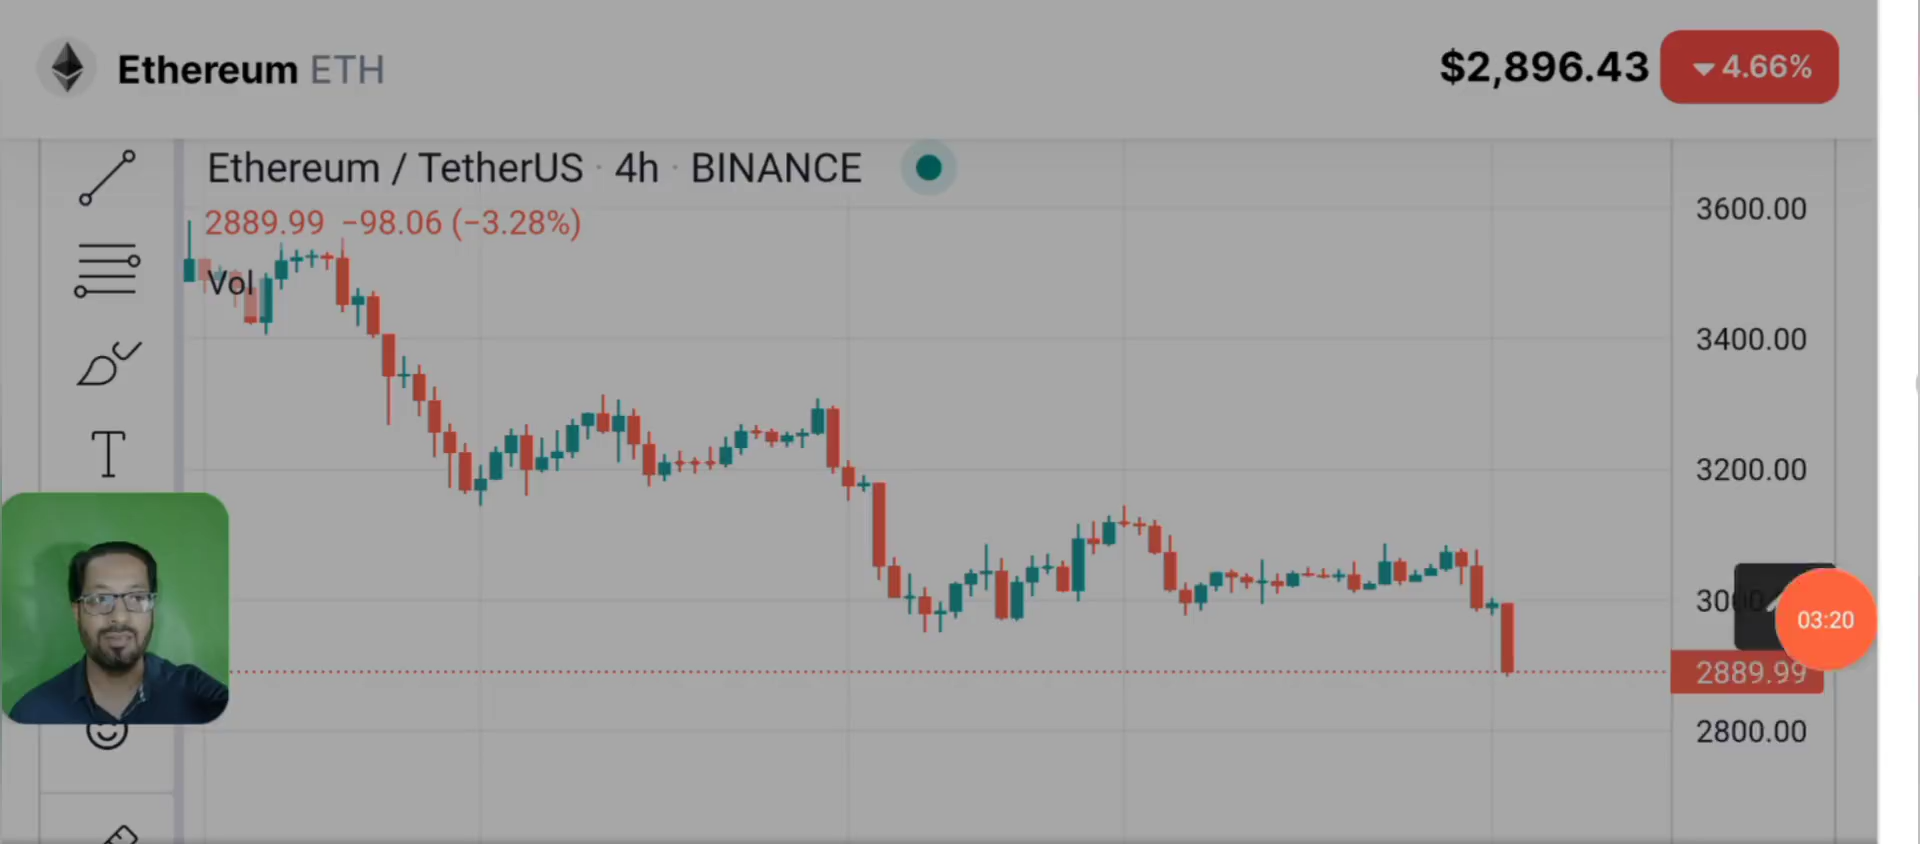 Ethereum ETH
$2,896.43 ▼ 4.66%
Ethereum / TetherUS · 4h · BINANCE
2889.99 −98.06 (−3.28%)
Vol
T
3600.00
3400.00
3200.00
03:20
2889.99
2800.00